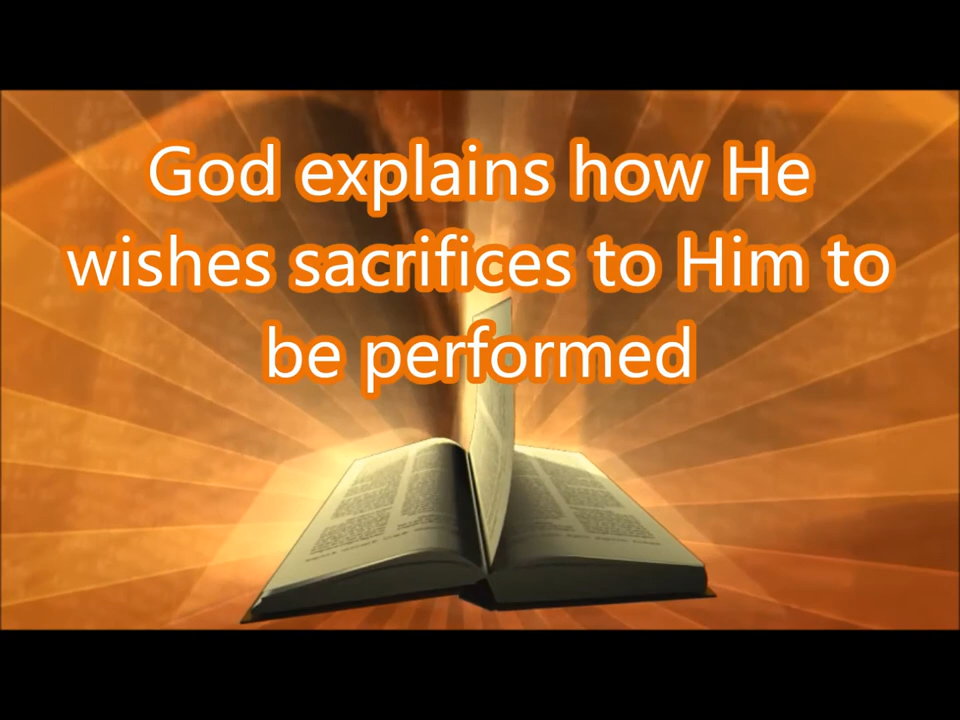 God explains how He
wishes sacrifices to Him to
be performed